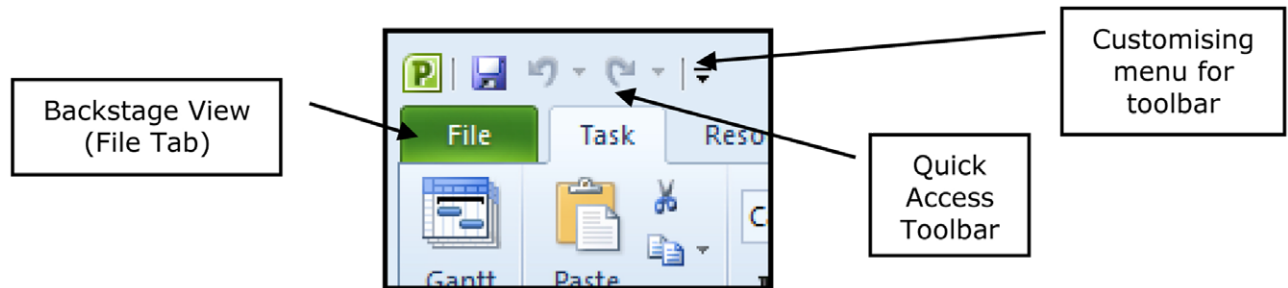 Customising
menu for
toolbar
P
Backstage View
(File Tab)
File Task Reso
Quick
Access
Toolbar
Gantt Paste